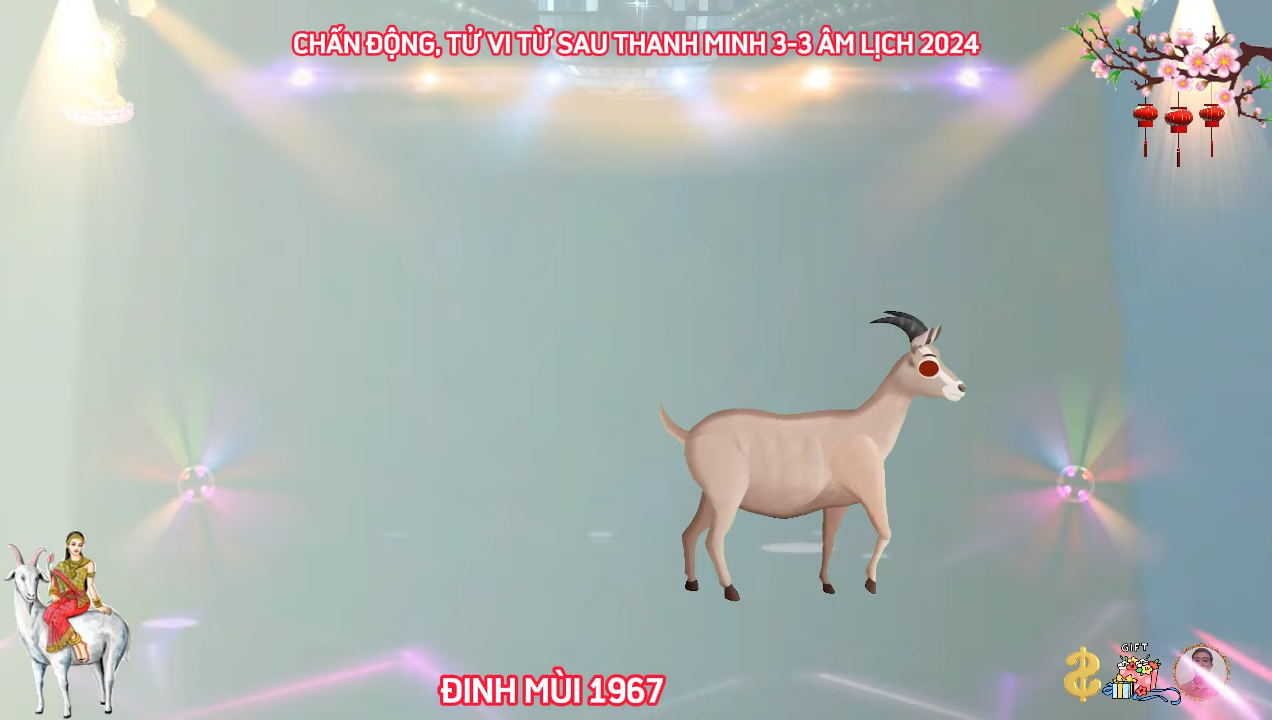 CHẤN ĐỘNG, TỬ VI TỪ SAU THANH MINH 3-3 ÂM LỊCH 2024
GIFT
ĐINH MÙI 1967